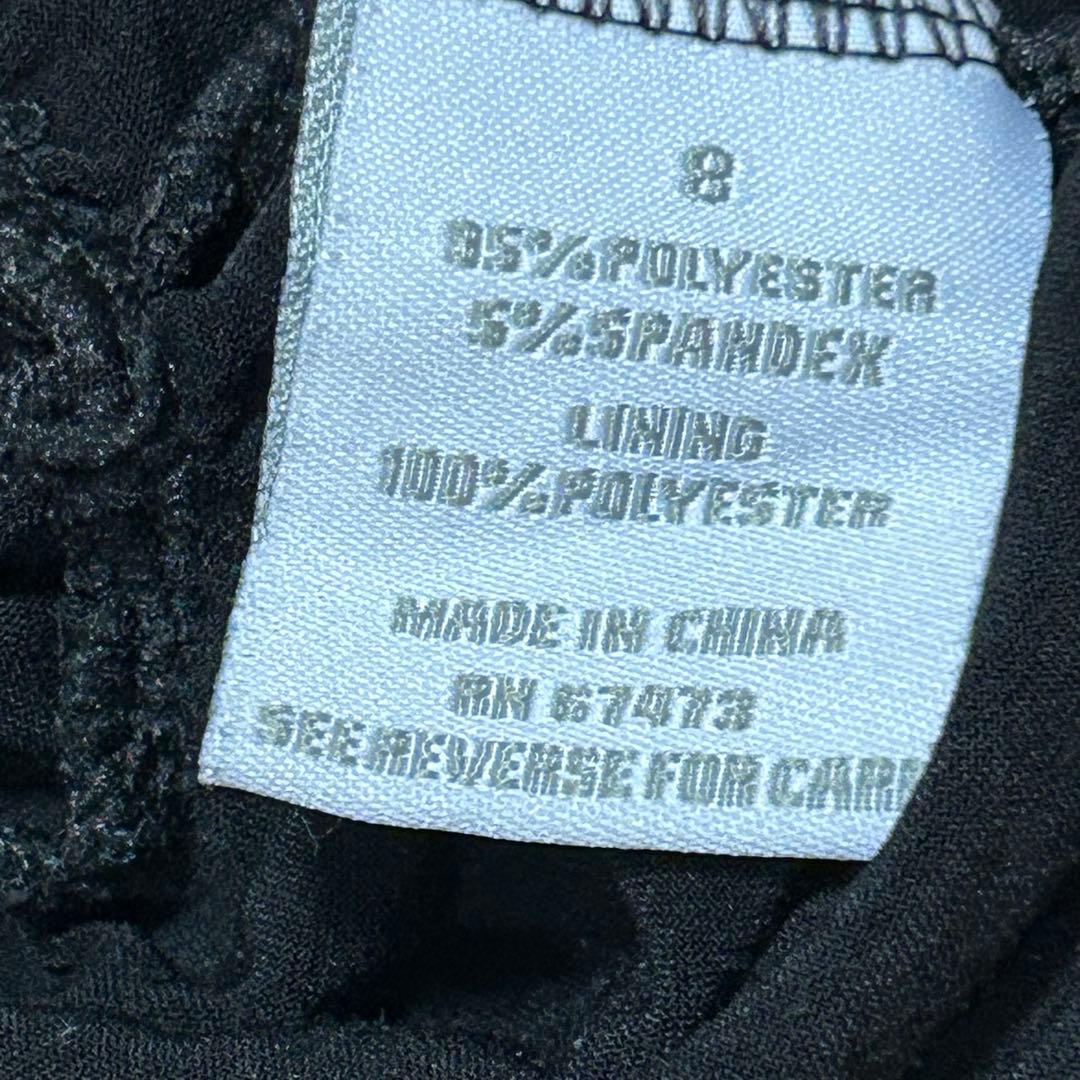 8
95%POLYESTER
5%SPANDEX
LINING
100%POLYESTER
MADE IN CHINA
RN 67473
SEE REVERSE FOR CARE